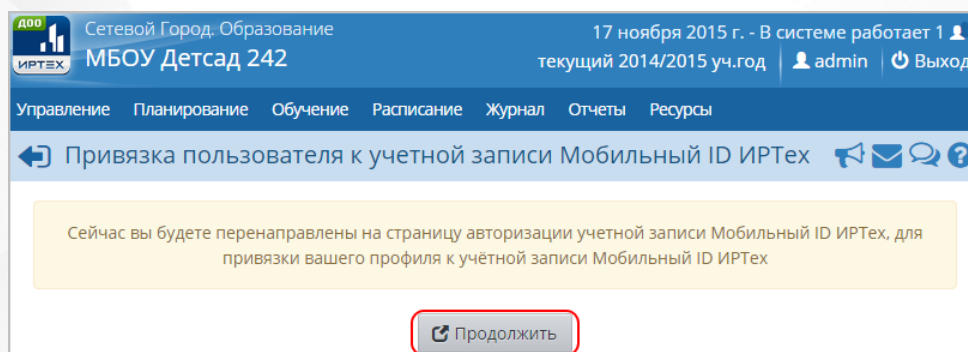 ДОО
ИРТЕХ
Сетевой Город. Образование
МБОУ Детсад 242
17 ноября 2015 г. - В системе работает 1
текущий 2014/2015 уч.год admin Выход
Управление Планирование Обучение Расписание Журнал Отчеты Ресурсы
Привязка пользователя к учетной записи Мобильный ID ИРТех
Сейчас вы будете перенаправлены на страницу авторизации учетной записи Мобильный ID ИРТех, для
привязки вашего профиля к учётной записи Мобильный ID ИРТех
Продолжить